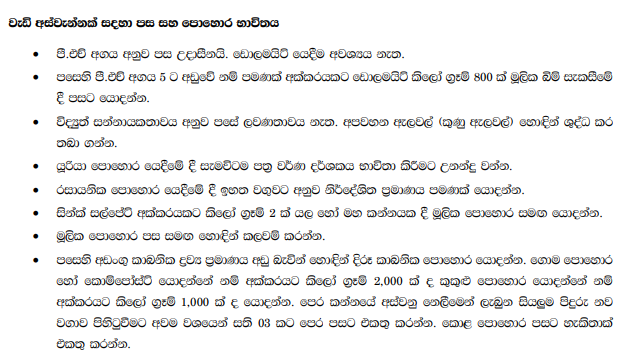 වැඩි අස්වැන්නක් සඳහා පස සහ පොහොර භාවිතය
• පී.එච් අගය අනුව පස උදාසීනයි. ඩොලමයිට් යෙදීම අවශ්‍යය නැත.
• පසෙහි පී.එච් අගය 5 ට අඩුවේ නම් පමණක් අක්කරයකට ඩොලමයිට් කිලෝ ග්‍රෑම් 800 ක් මූලික බිම් සැකසීමේ
දී පසට යොදන්න.
• විද්‍යුත් සන්නායකතාවය අනුව පසේ ලවණතාවය නැත. අපවහන ඇලවල් (කුණු ඇලවල්) හොඳින් ශුද්ධ කර
තබා ගන්න.
• යූරියා පොහොර යෙදීමේ දී සැමවිටම පත්‍ර වර්ණ දර්ශකය භාවිතා කිරීමට උනන්දු වන්න.
• රසායනික පොහොර යෙදීමේ දී ඉහත වගුවට අනුව නිර්දේශිත ප්‍රමාණය පමණක් යොදන්න.
• සින්ක් සල්පේට් අක්කරයකට කිලෝ ග්‍රෑම් 2 ක් යල හෝ මහ කන්නයක දී මූලික පොහොර සමඟ යොදන්න.
• මූලික පොහොර පස සමඟ හොඳින් කලවම් කරන්න.
• පසෙහි අඩංගු කාබනික ද්‍රව්‍ය ප්‍රමාණය අඩු බැවින් හොඳින් දිරූ කාබනික පොහොර යොදන්න. ගොම පොහොර
හෝ කොම්පෝස්ට් යොදන්නේ නම් අක්කරයට කිලෝ ග්‍රෑම් 2,000 ක් ද කුකුළු පොහොර යොදන්නේ නම්
අක්කරයට කිලෝ ග්‍රෑම් 1,000 ක් ද යොදන්න. පෙර කන්නයේ අස්වනු නෙලීමෙන් ලැබුන සියලුම පිදුරු නව
වගාව පිහිටුවීමට අවම වශයෙන් සති 03 කට පෙර පසට එකතු කරන්න. කොළ පොහොර පසට හැකිතාක්
එකතු කරන්න.